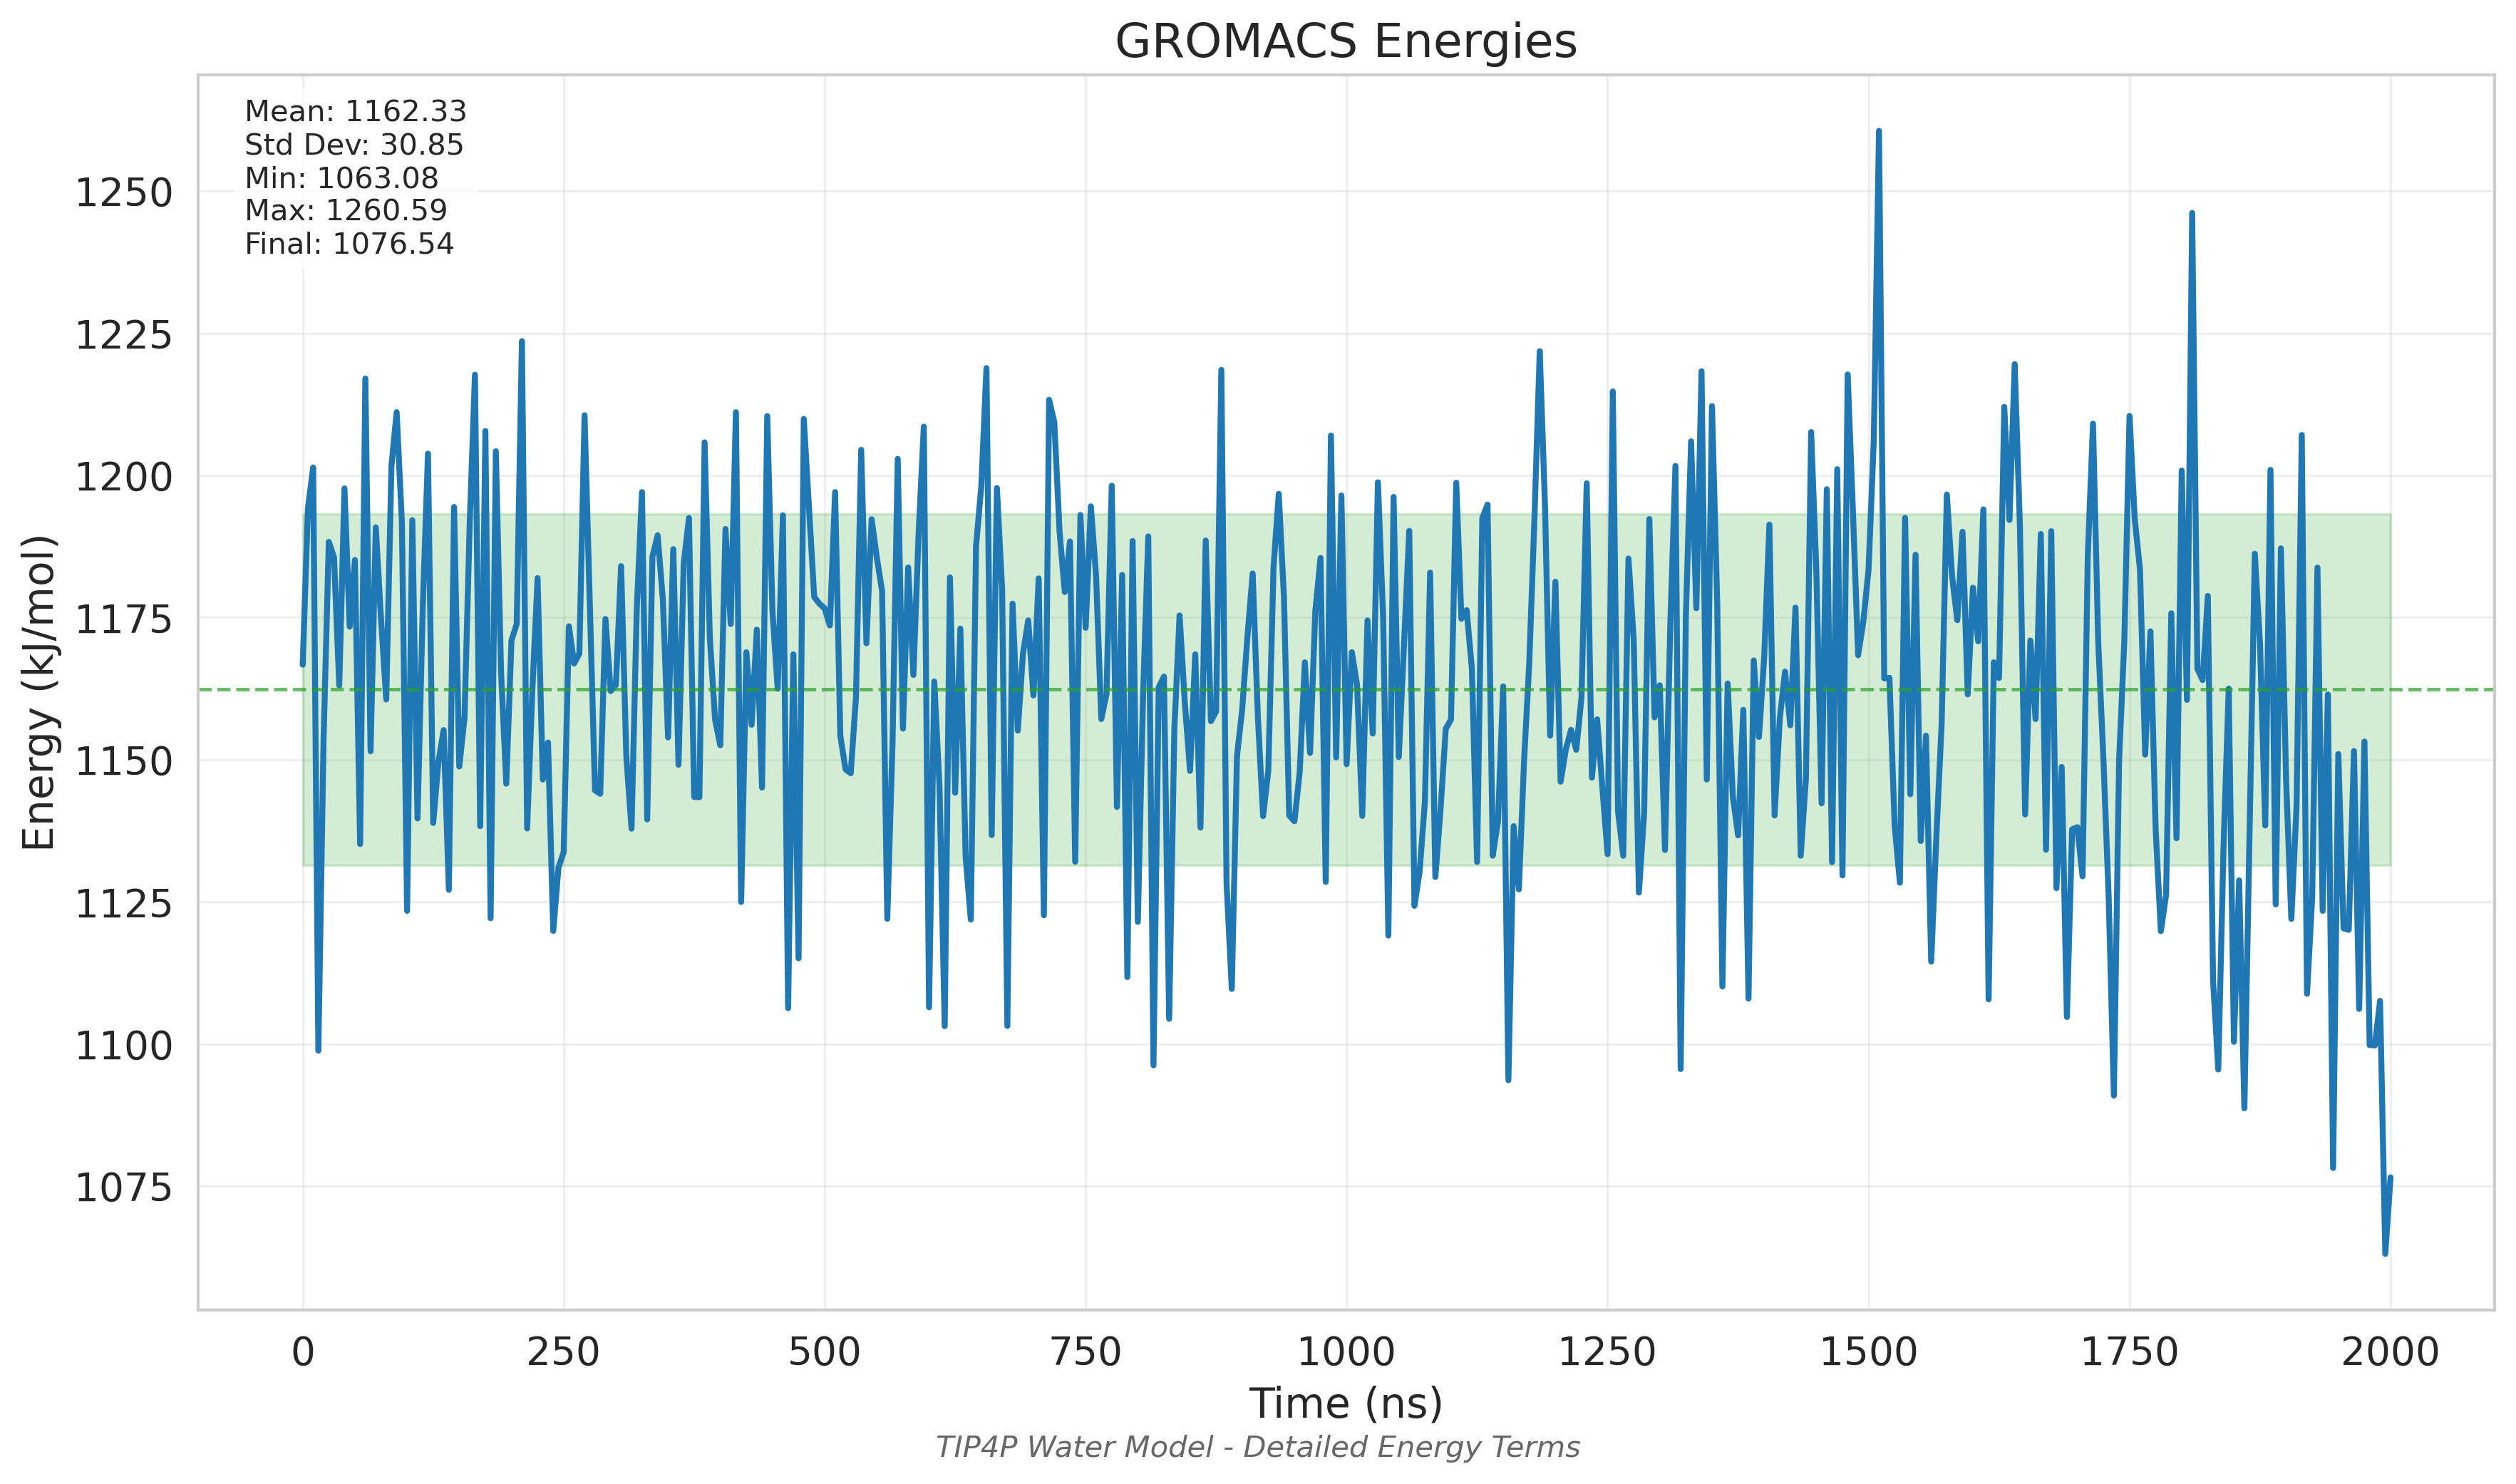 GROMACS Energies
Mean: 1162.33
Std Dev: 30.85
Min: 1063.08
Max: 1260.59
Final: 1076.54
1250
1225
1200
1175
1150
1125
1100
1075
Energy (kJ/mol)
0 250 500 750 1000 1250 1500 1750 2000
Time (ns)
TIP4P Water Model - Detailed Energy Terms